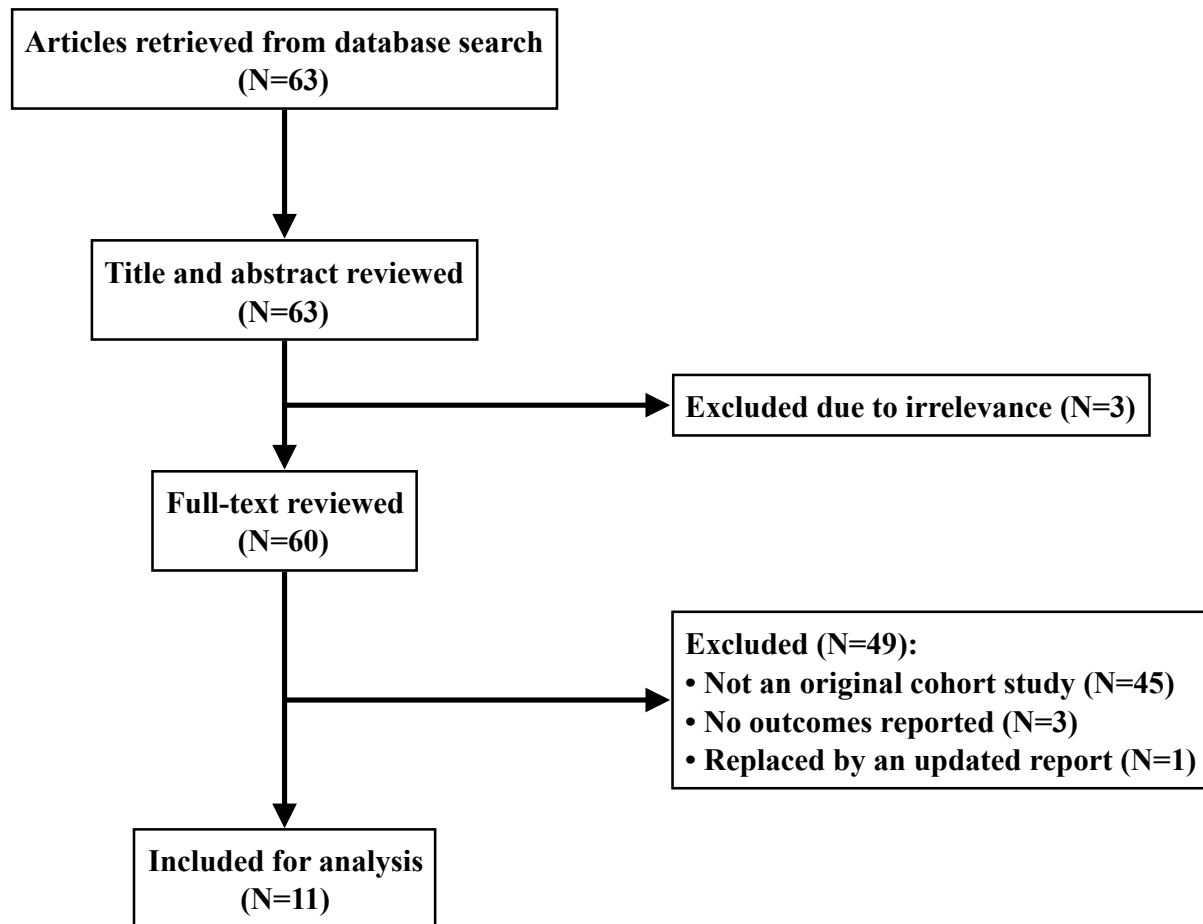 Articles retrieved from database search
(N=63)
Title and abstract reviewed
(N=63)
Excluded due to irrelevance (N=3)
Full-text reviewed
(N=60)
Excluded (N=49):
• Not an original cohort study (N=45)
• No outcomes reported (N=3)
• Replaced by an updated report (N=1)
Included for analysis
(N=11)